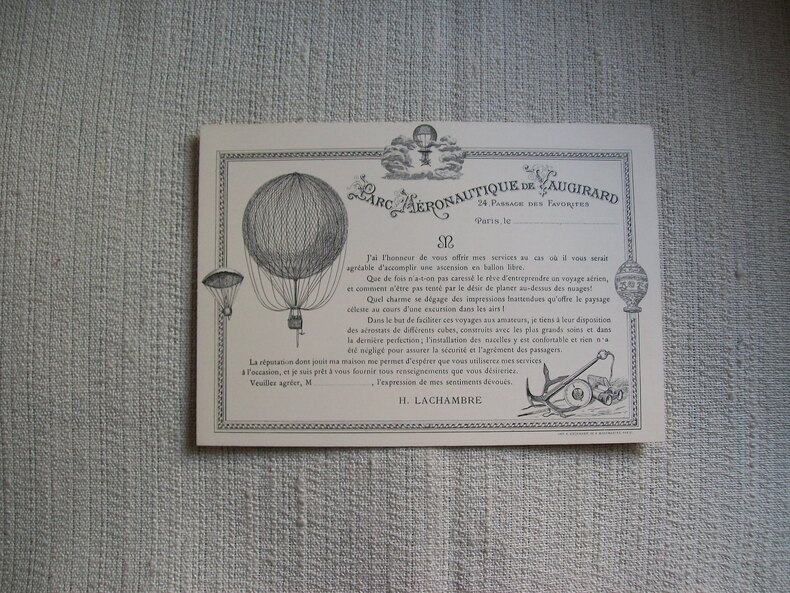 Parc Aéronautique de Vaugirard
24, Passage des Favorites
Paris, le
M
J'ai l'honneur de vous offrir mes services au cas où il vous serait
agréable d'accomplir une ascension en ballon libre.
Que de fois n'a-t-on pas caressé le rêve d'entreprendre un voyage aérien,
et comment n'être pas tenté par le désir de planer au-dessus des nuages!
Quel charme se dégage des impressions inattendues qu'offre le paysage
céleste au cours d'une excursion dans les airs!
Dans le but de faciliter ces voyages aux amateurs, je tiens à leur disposition
des aérostats de différents cubes, construits avec les plus grands soins et dans
la dernière perfection; l'installation des nacelles y est confortable et rien n'a
été négligé pour assurer la sécurité et l'agrément des passagers.
La réputation dont jouit ma maison me permet d'espérer que vous utiliserez mes services
à l'occasion, et je suis prêt à vous fournir tous renseignements que vous désireriez.
Veuillez agréer, M , l'expression de mes sentiments dévoués.
H. LACHAMBRE